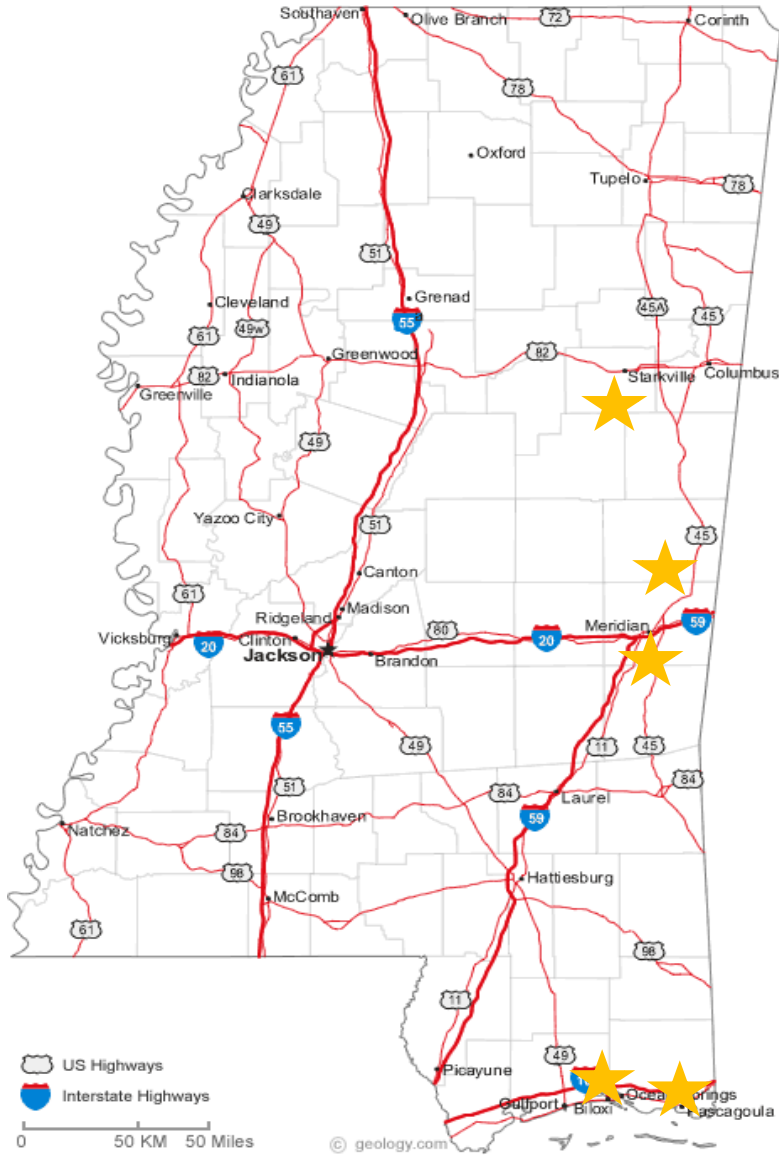 Southaven
Olive Branch
72
Corinth
61
78
Oxford
Tupelo
78
Clarksdale
49
51
Cleveland
Grenad
45A
45
61
49w
55
Greenwood
82
Starkville
Columbus
82
Indianola
Greenville
49
Yazoo City
51
45
Canton
61
Madison
Ridgeland
80
Meridian
59
Vicksburg
20
Clinton
20
Jackson
Brandon
55
49
11
45
51
84
84
Laurel
Natchez
84
Brookhaven
59
98
Hattiesburg
McComb
61
98
11
49
US Highways
Picayune
Interstate Highways
Gulfport
Biloxi
0
50 KM
50 Miles
© geology.com